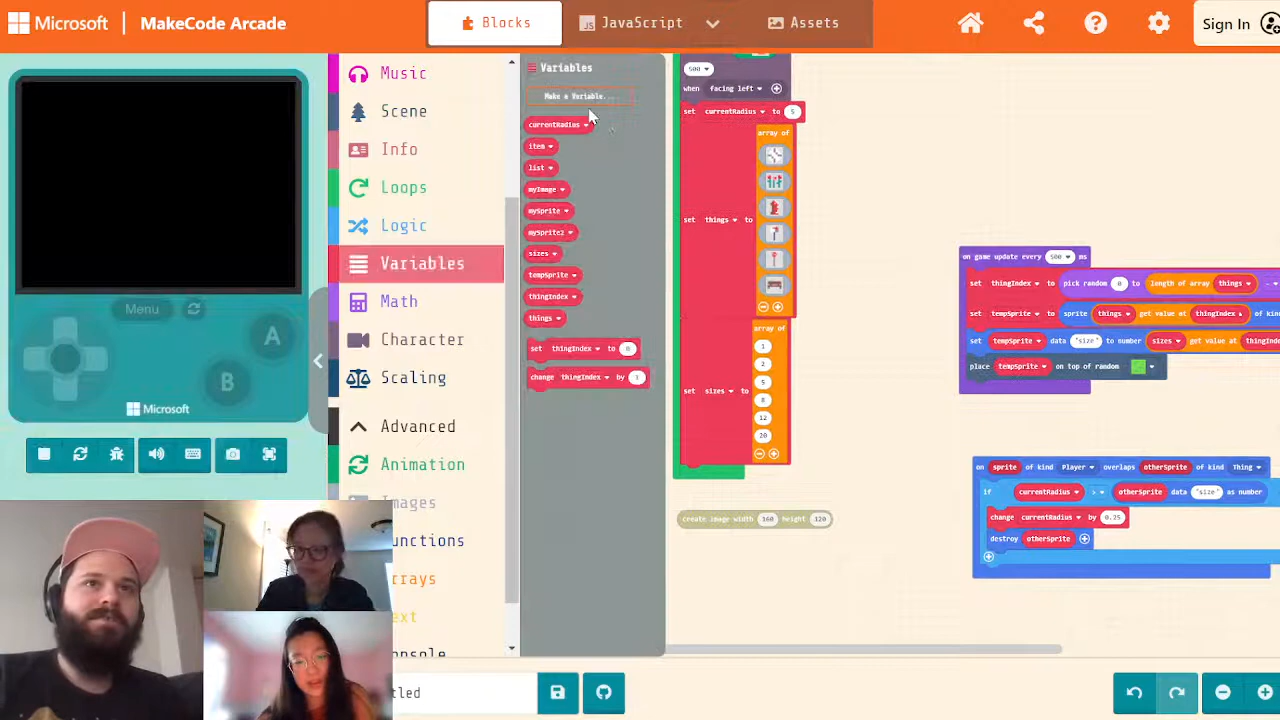 Microsoft | MakeCode Arcade
Blocks
JavaScript
Assets
Sign In
Music
Scene
Info
Loops
Logic
Variables
Math
Character
Scaling
Advanced
Animation
Images
unctions
rrays
ext
onsole
Menu
A
B
Microsoft
Variables
Make a Variable...
currentRadius
item
list
myImage
mySprite
mySprite2
sizes
tempSprite
thingIndex
things
set thingIndex to 0
change thingIndex by 1
500
when facing left
set currentRadius to 5
array of
set things to
array of
1
2
5
set sizes to
8
12
20
create image width 160 height 120
on game update every 500 ms
set thingIndex to pick random 0 to length of array things -
set tempSprite to sprite things get value at thingIndex of kin
set tempSprite data "size" to number sizes get value at thingInde
place tempSprite on top of random
on sprite of kind Player overlaps otherSprite of kind Thing
if currentRadius > otherSprite data "size" as number
change currentRadius by 0.25
destroy otherSprite
tled